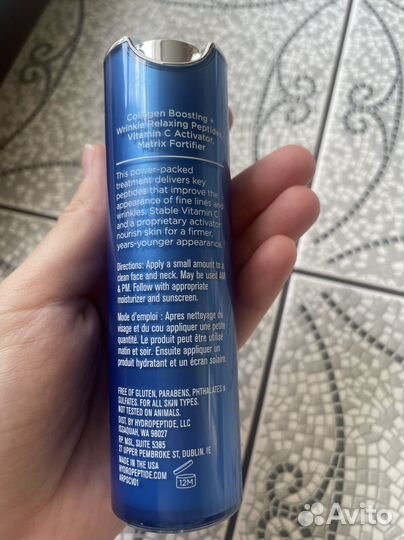 Collagen Boosting +
Wrinkle Relaxing Peptides,
Vitamin C Activator,
Matrix Fortifier
This power-packed
treatment delivers key
peptides that improve the
appearance of fine lines and
wrinkles. Stable Vitamin C
and a proprietary activator
nourish skin for a firmer,
years-younger appearance.
Directions: Apply a small amount to
clean face and neck. May be used AM
& PM. Follow with appropriate
moisturizer and sunscreen.
Mode d'emploi : Apres nettoyage du
visage et du cou appliquer une petite
quantité. Le produit peut être utilisé
matin et soir. Ensuite appliquer un
produit hydratant et un écran solaire.
FREE OF GLUTEN, PARABENS, PHTHALATES &
SULFATES. FOR ALL SKIN TYPES.
NOT TESTED ON ANIMALS.
DIST. BY HYDROPEPTIDE, LLC
ISSAQUAH, WA 98027
RP. MSL, SUITE 5385
27 UPPER PEMBROKE ST, DUBLIN. IE
MADE IN THE USA
HYDROPEPTIDE.COM
ARPSCV01
12M
Avito